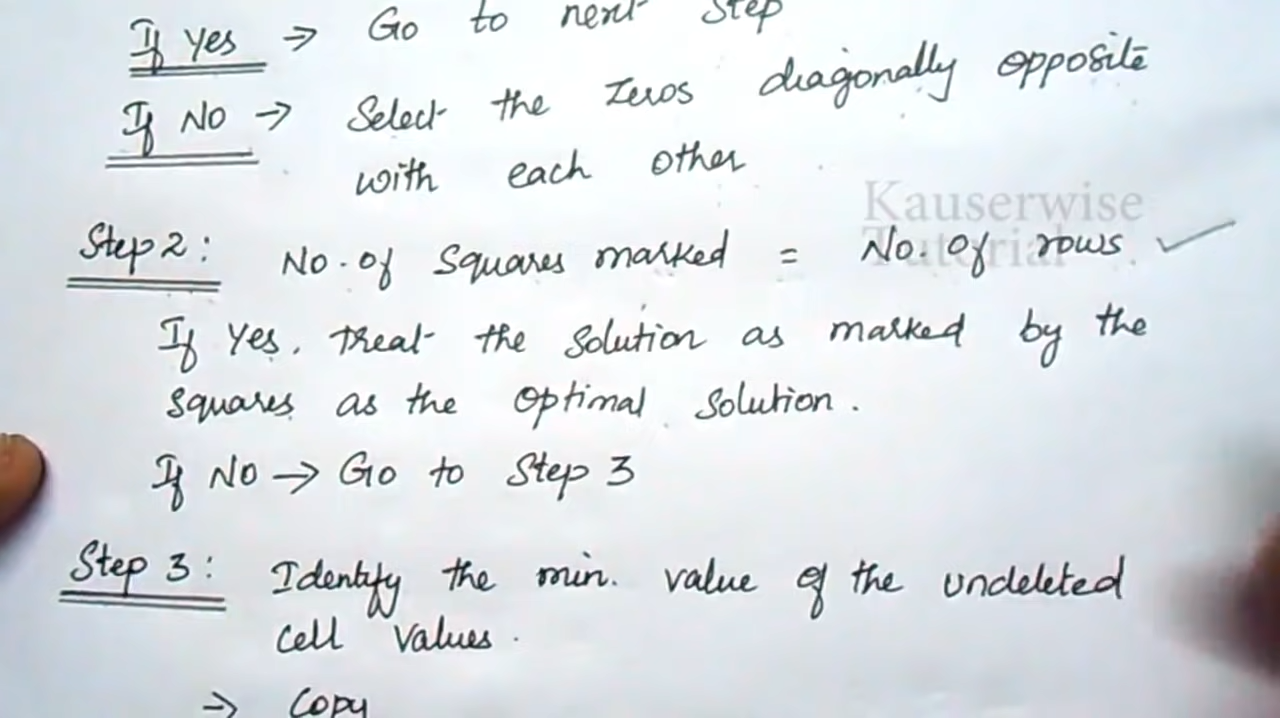 If Yes → Go to next Step
If No → Select the zeros diagonally opposite
with each other
Kauserwise
Tutorial
Step 2: No. of Squares marked = No. of rows ✓
If Yes, treat the Solution as marked by the
squares as the optimal Solution.
If No → Go to Step 3
Step 3: Identify the min. value of the undeleted
cell values.
→ Copy